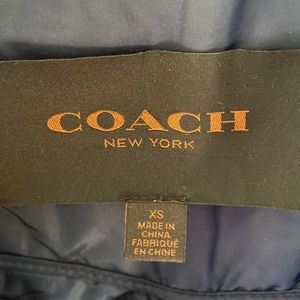 COACH
NEW YORK
XS
MADE IN
CHINA
FABRIQUÉ
EN CHINE